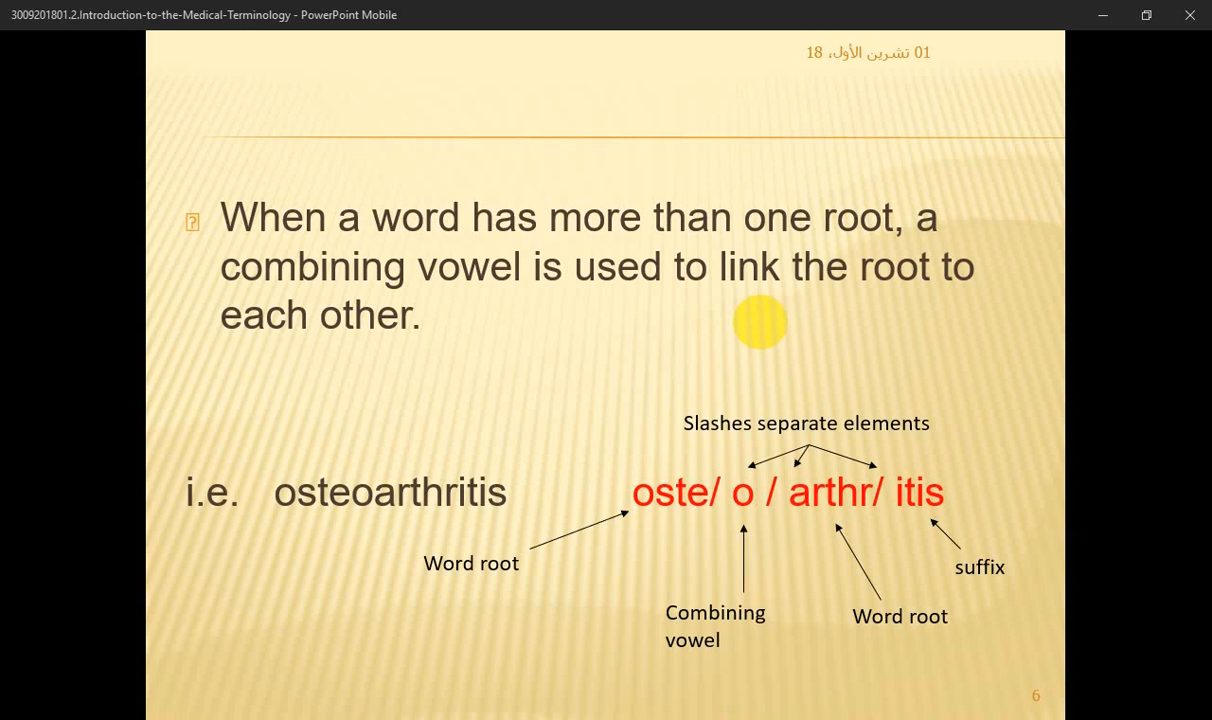 3009201801.2.Introduction-to-the-Medical-Terminology - PowerPoint Mobile
01 تشرين الأول، 18
When a word has more than one root, a
combining vowel is used to link the root to
each other.
Slashes separate elements
i.e. osteoarthritis oste/ o / arthr/ itis
Word root
suffix
Combining
vowel
Word root
6